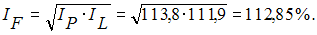 I_F = √(I_P · I_L) = √(113,8 · 111,9) = 112,85%.